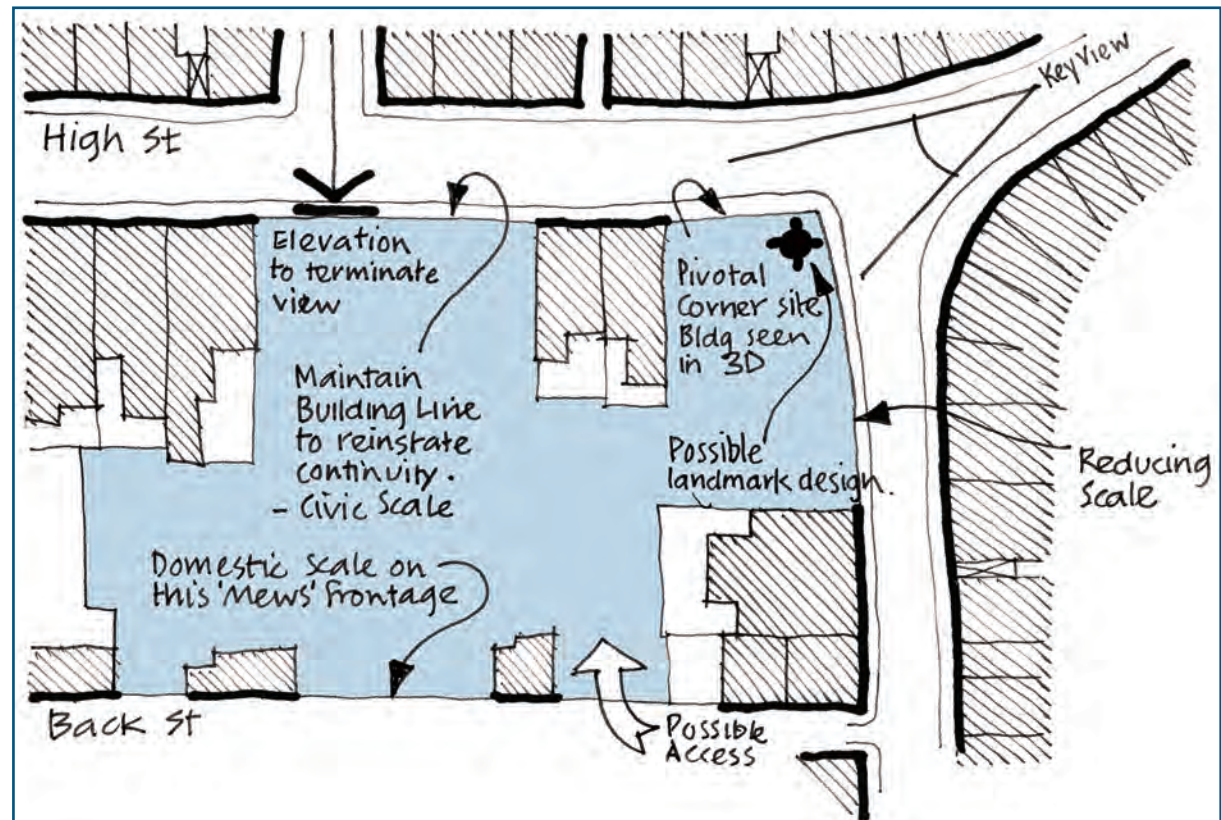 Key View
High St
Elevation
to terminate
view
Pivotal
Corner site
Bldg seen
in 3D
Maintain
Building Line
to reinstate
continuity.
- Civic Scale
Possible
landmark design.
Reducing
Scale
Domestic scale on
this 'Mews' frontage
Back St
Possible
Access